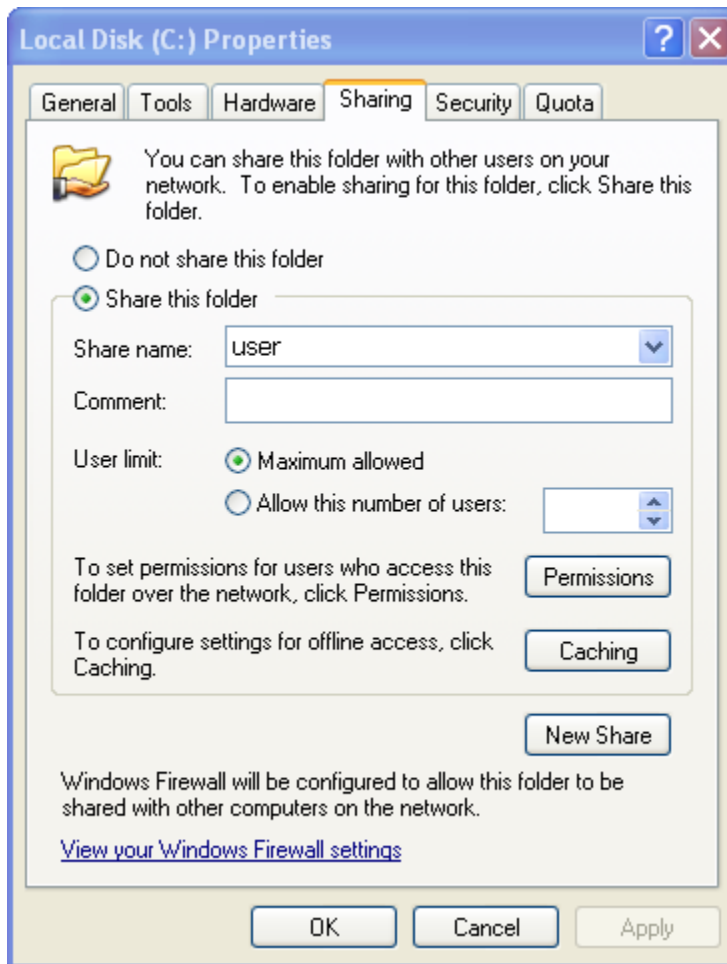 Local Disk (C:) Properties
General Tools Hardware Sharing Security Quota
You can share this folder with other users on your
network. To enable sharing for this folder, click Share this
folder.
Do not share this folder
Share this folder
Share name: user
Comment:
User limit: Maximum allowed
Allow this number of users:
To set permissions for users who access this
folder over the network, click Permissions.
Permissions
To configure settings for offline access, click
Caching.
Caching
New Share
Windows Firewall will be configured to allow this folder to be
shared with other computers on the network.
View your Windows Firewall settings
OK Cancel Apply